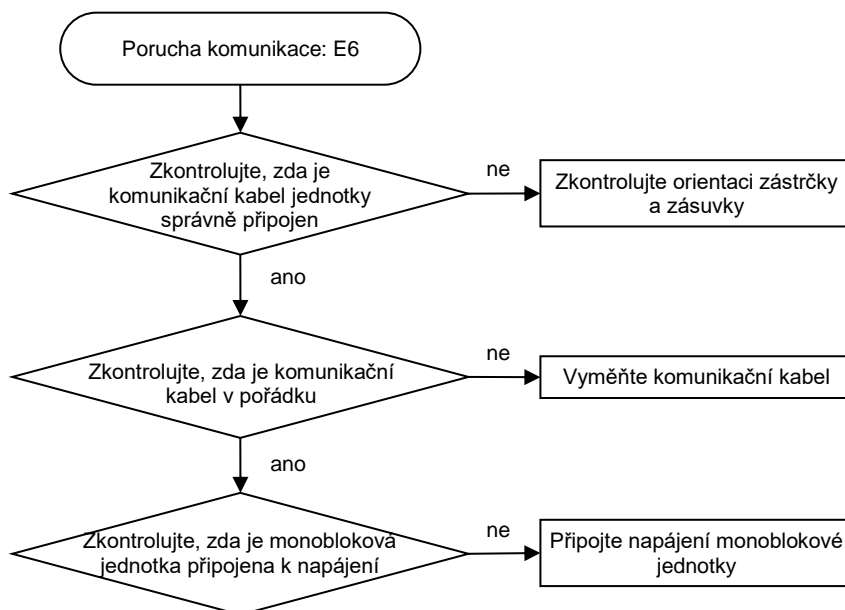 Porucha komunikace: E6
Zkontrolujte, zda je
komunikační kabel jednotky
správně připojen
ne
Zkontrolujte orientaci zástrčky
a zásuvky
ano
Zkontrolujte, zda je komunikační
kabel v pořádku
ne
Vyměňte komunikační kabel
ano
Zkontrolujte, zda je monobloková
jednotka připojena k napájení
ne
Připojte napájení monoblokové
jednotky